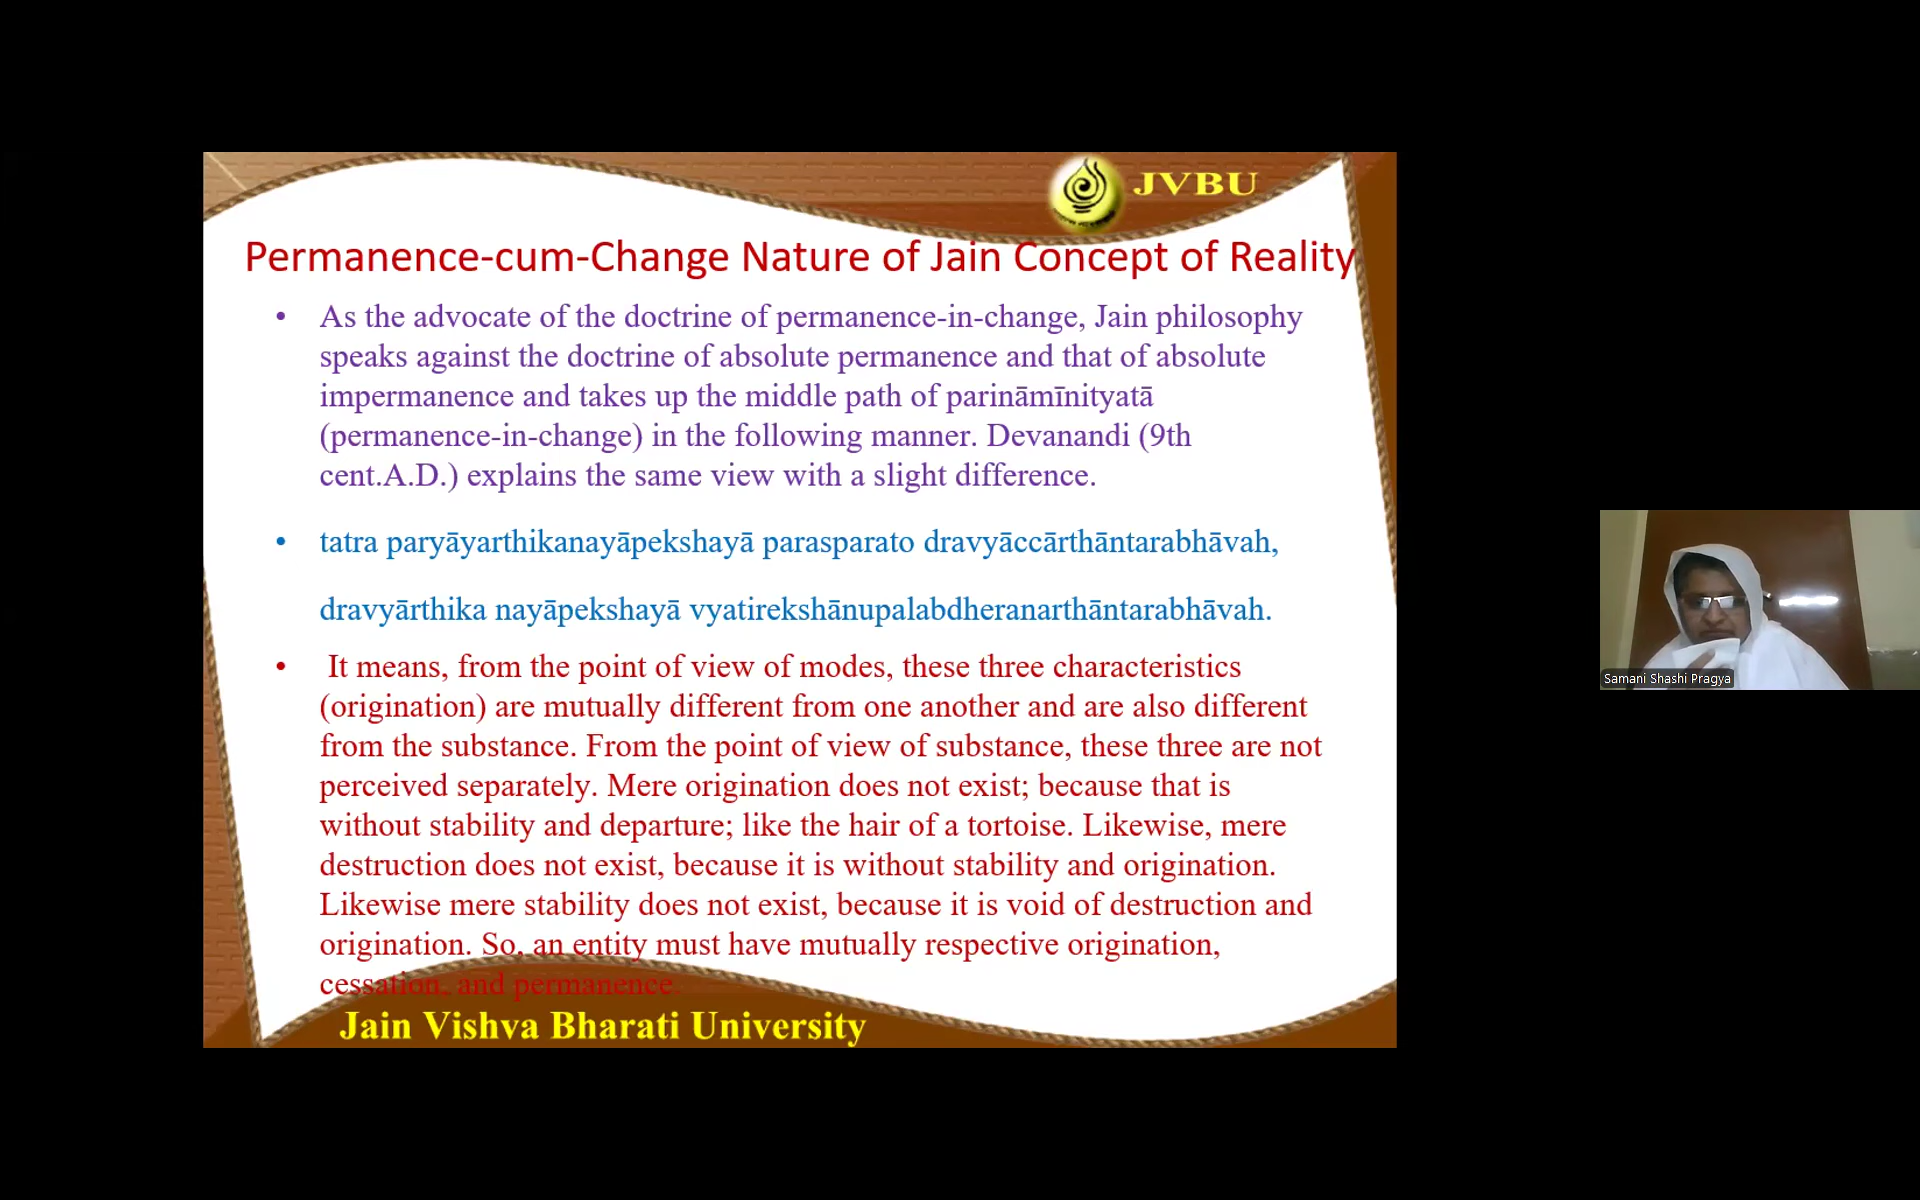 JVBU
Permanence-cum-Change Nature of Jain Concept of Reality
• As the advocate of the doctrine of permanence-in-change, Jain philosophy
speaks against the doctrine of absolute permanence and that of absolute
impermanence and takes up the middle path of parināmīnityatā
(permanence-in-change) in the following manner. Devanandi (9th
cent.A.D.) explains the same view with a slight difference.
• tatra paryāyarthikanayāpekshayā parasparato dravyāccārthāntarabhāvah,
dravyārthika nayāpekshayā vyatirekshānupalabdheranarthāntarabhāvah.
• It means, from the point of view of modes, these three characteristics
(origination) are mutually different from one another and are also different
from the substance. From the point of view of substance, these three are not
perceived separately. Mere origination does not exist; because that is
without stability and departure; like the hair of a tortoise. Likewise, mere
destruction does not exist, because it is without stability and origination.
Likewise mere stability does not exist, because it is void of destruction and
origination. So, an entity must have mutually respective origination,
cessation, and permanence.
Jain Vishva Bharati University
Samani Shashi Pragya